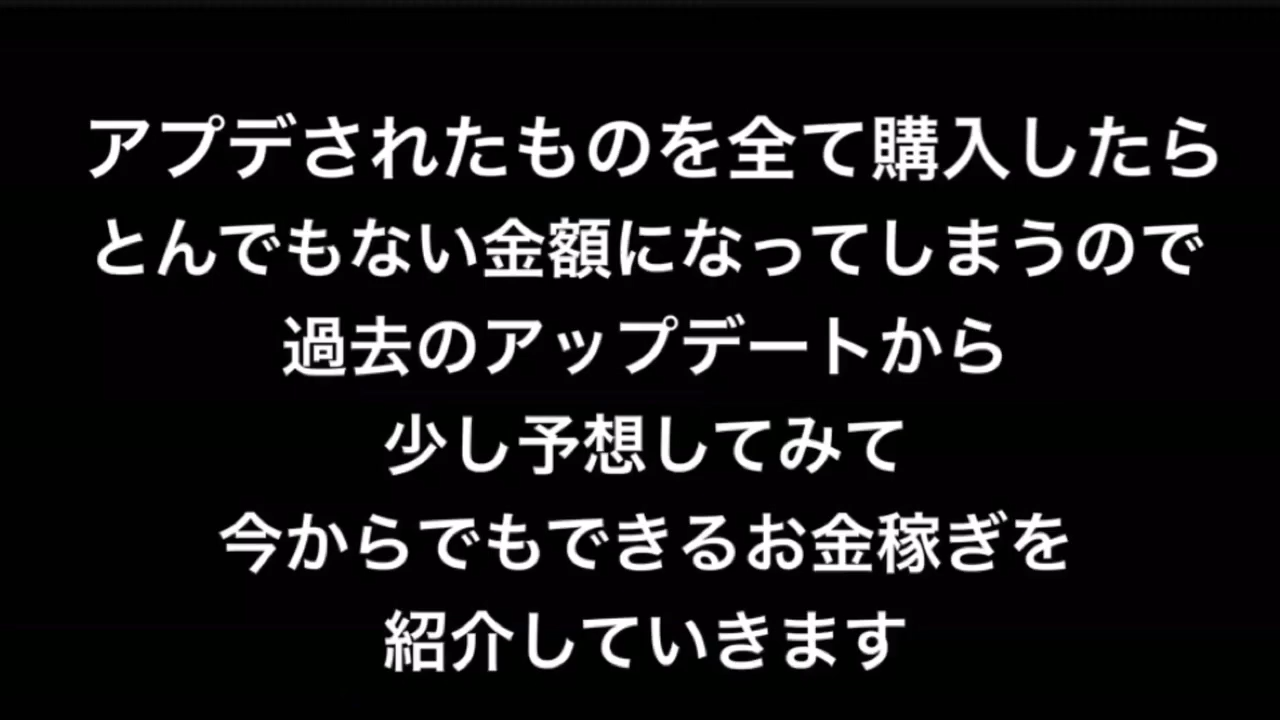 アプデされたものを全て購入したら
とんでもない金額になってしまうので
過去のアップデートから
少し予想してみて
今からでもできるお金稼ぎを
紹介していきます